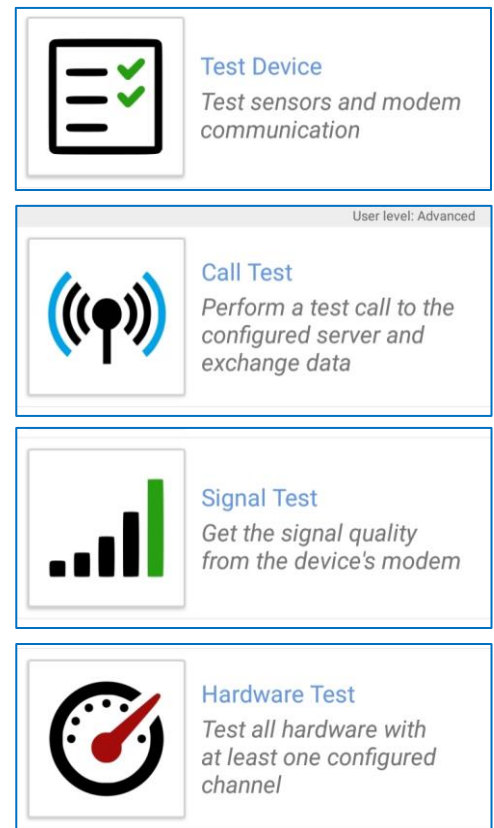 Test Device
Test sensors and modem
communication
User level: Advanced
Call Test
Perform a test call to the
configured server and
exchange data
Signal Test
Get the signal quality
from the device's modem
Hardware Test
Test all hardware with
at least one configured
channel